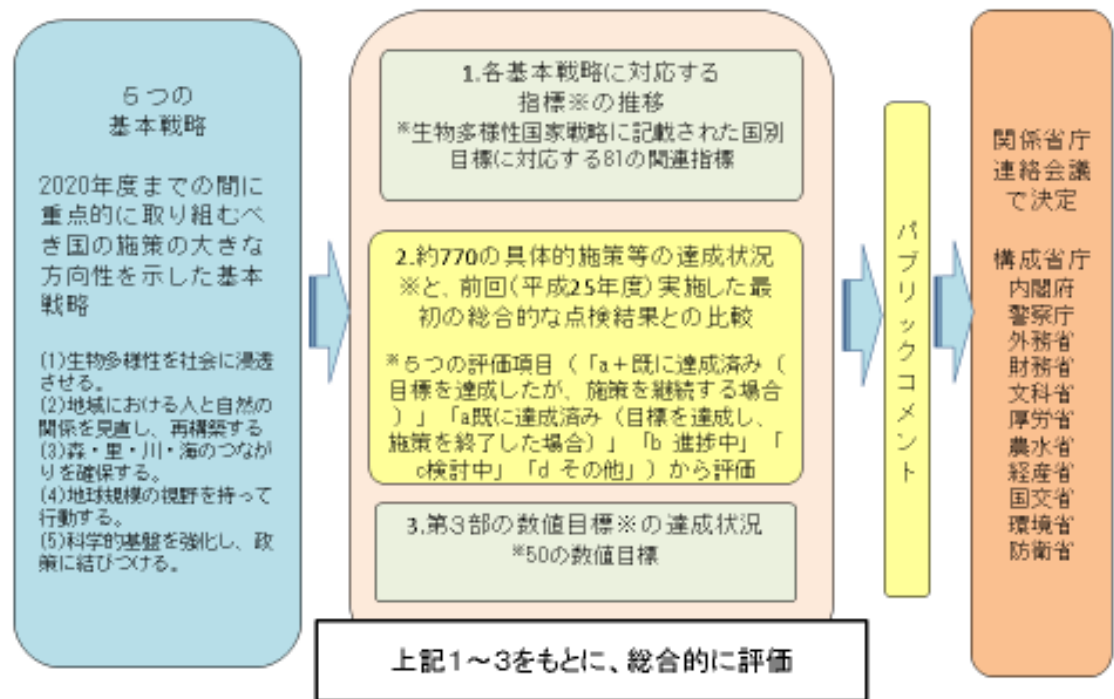 5つの
基本戦略
2020年度までの間に
重点的に取り組むべ
き国の施策の大きな
方向性を示した基本
戦略
(1)生物多様性を社会に浸透
させる。
(2)地域における人と自然の
関係を見直し、再構築する
(3)森・里・川・海のつなが
りを確保する。
(4)地球規模の視野を持って
行動する。
(5)科学的基盤を強化し、政
策に結びつける。
1.各基本戦略に対応する
指標※の推移
※生物多様性国家戦略に記載された国別
目標に対応する81の関連指標
2.約770の具体的施策等の達成状況
※と、前回(平成25年度)実施した最
初の総合的な点検結果との比較
※5つの評価項目(「a+既に達成済み(
目標を達成したが、施策を継続する場合
)」「a既に達成済み(目標を達成し、
施策を終了した場合)」「b 進捗中」「
c検討中」「d その他」)から評価
3.第3部の数値目標※の達成状況
※50の数値目標
上記1~3をもとに、総合的に評価
パブリックコメント
関係省庁
連絡会議
で決定
構成省庁
内閣府
警察庁
外務省
財務省
文科省
厚労省
農水省
経産省
国交省
環境省
防衛省